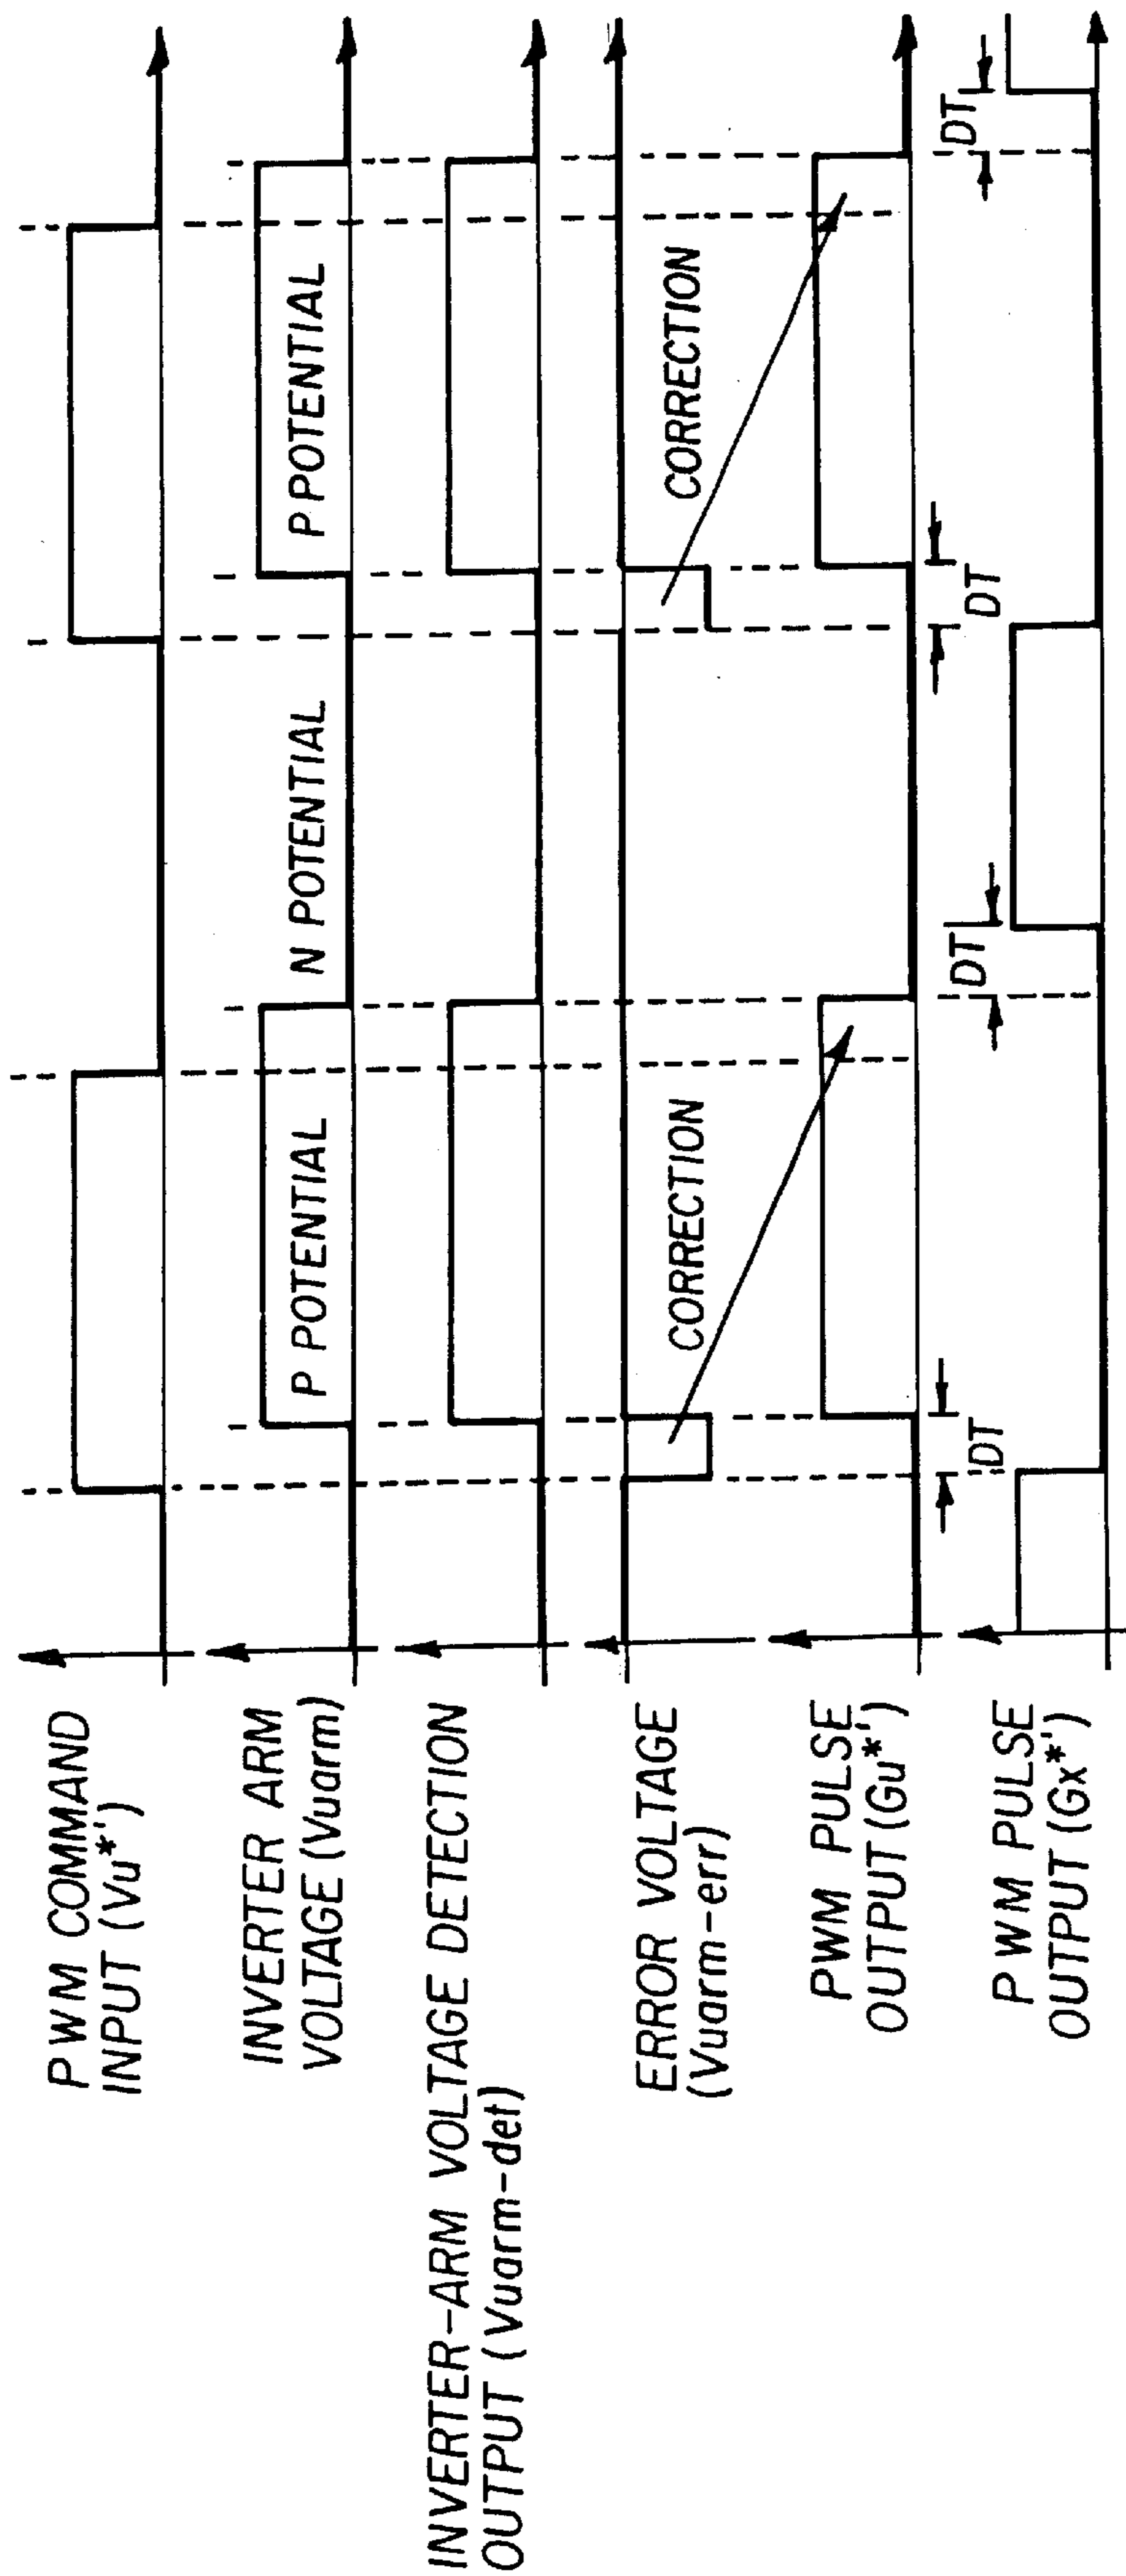 PWM COMMAND
INPUT (Vu*')
INVERTER ARM
VOLTAGE (Vuarm)
P POTENTIAL
N POTENTIAL
P POTENTIAL
INVERTER-ARM VOLTAGE DETECTION
OUTPUT (Vuarm-det)
ERROR VOLTAGE
(Vuarm-err)
CORRECTION
CORRECTION
PWM PULSE
OUTPUT (Gu*')
DT
DT
DT
DT
PWM PULSE
OUTPUT (Gx*')